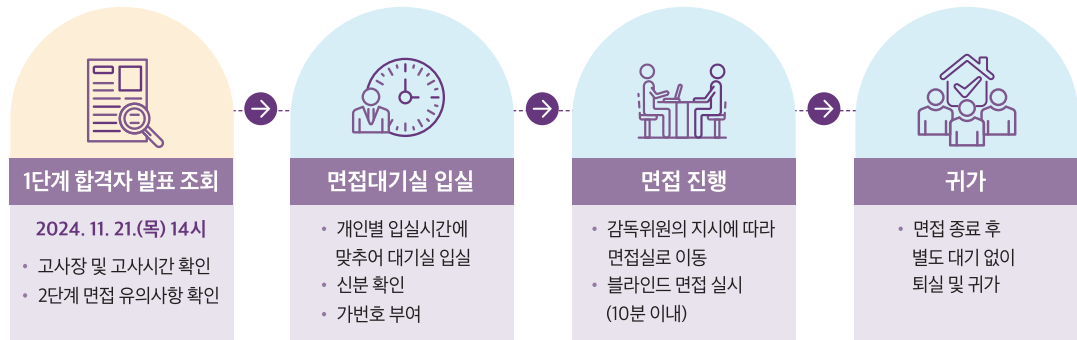 1단계 합격자 발표 조회
2024. 11. 21.(목) 14시
• 고사장 및 고사시간 확인
• 2단계 면접 유의사항 확인
면접대기실 입실
• 개인별 입실시간에
맞추어 대기실 입실
• 신분 확인
• 가번호 부여
면접 진행
• 감독위원의 지시에 따라
면접실로 이동
• 블라인드 면접 실시
(10분 이내)
귀가
• 면접 종료 후
별도 대기 없이
퇴실 및 귀가